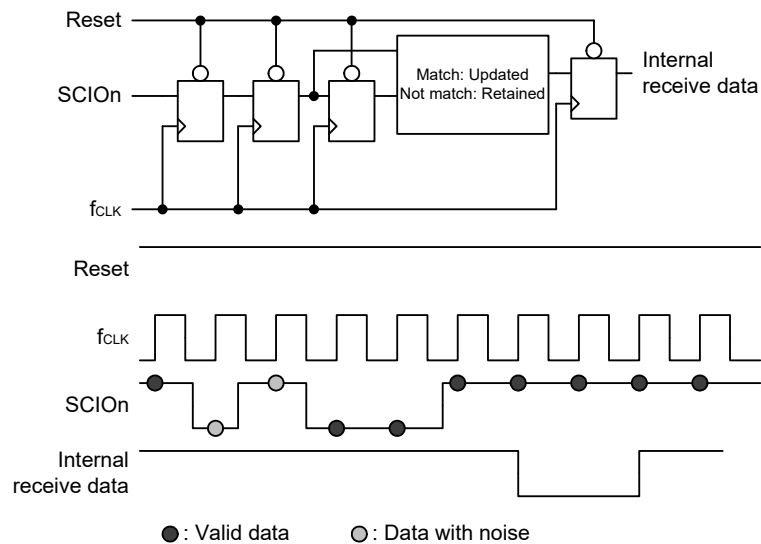 Reset
SCIOn
fCLK
Match: Updated
Not match: Retained
Internal
receive data
Reset
fCLK
SCIOn
Internal
receive data
: Valid data
: Data with noise